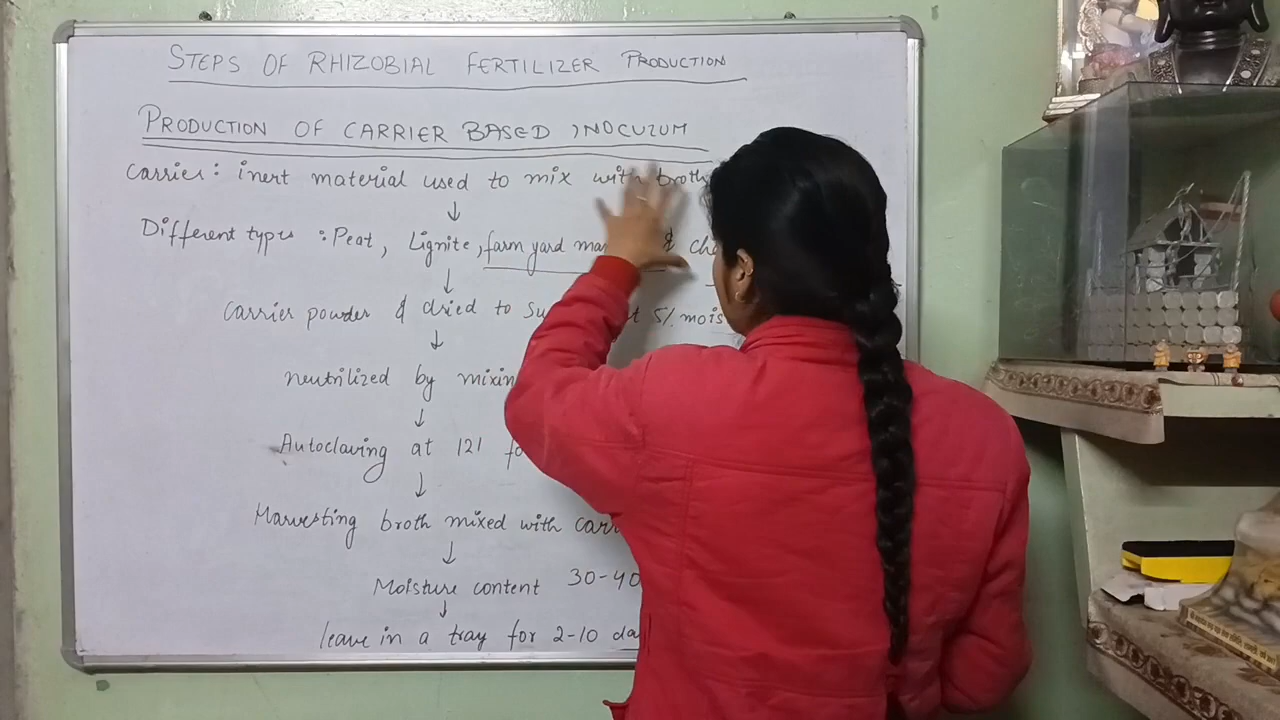 STEPS OF RHIZOBIAL FERTILIZER PRODUCTION
PRODUCTION OF CARRIER BASED INOCULUM
Carrier : inert material used to mix with broth
↓
Different types : Peat, Lignite, farm yard &
↓
Carrier powder & dried to 5% mois
↓
neutrilized by mixin
↓
Autoclaving at 121
↓
Harvesting broth mixed with
↓
Moisture content 30-40
↓
leave in a tray for 2-10